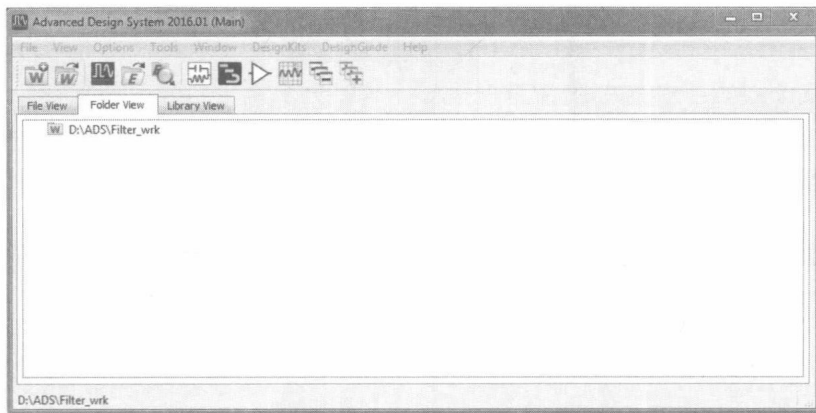 Advanced Design System 2016.01 (Main)
File View Options Tools Window DesignKits DesignGuide Help
File View Folder View Library View
D:\ADS\Filter_wrk
D:\ADS\Filter_wrk